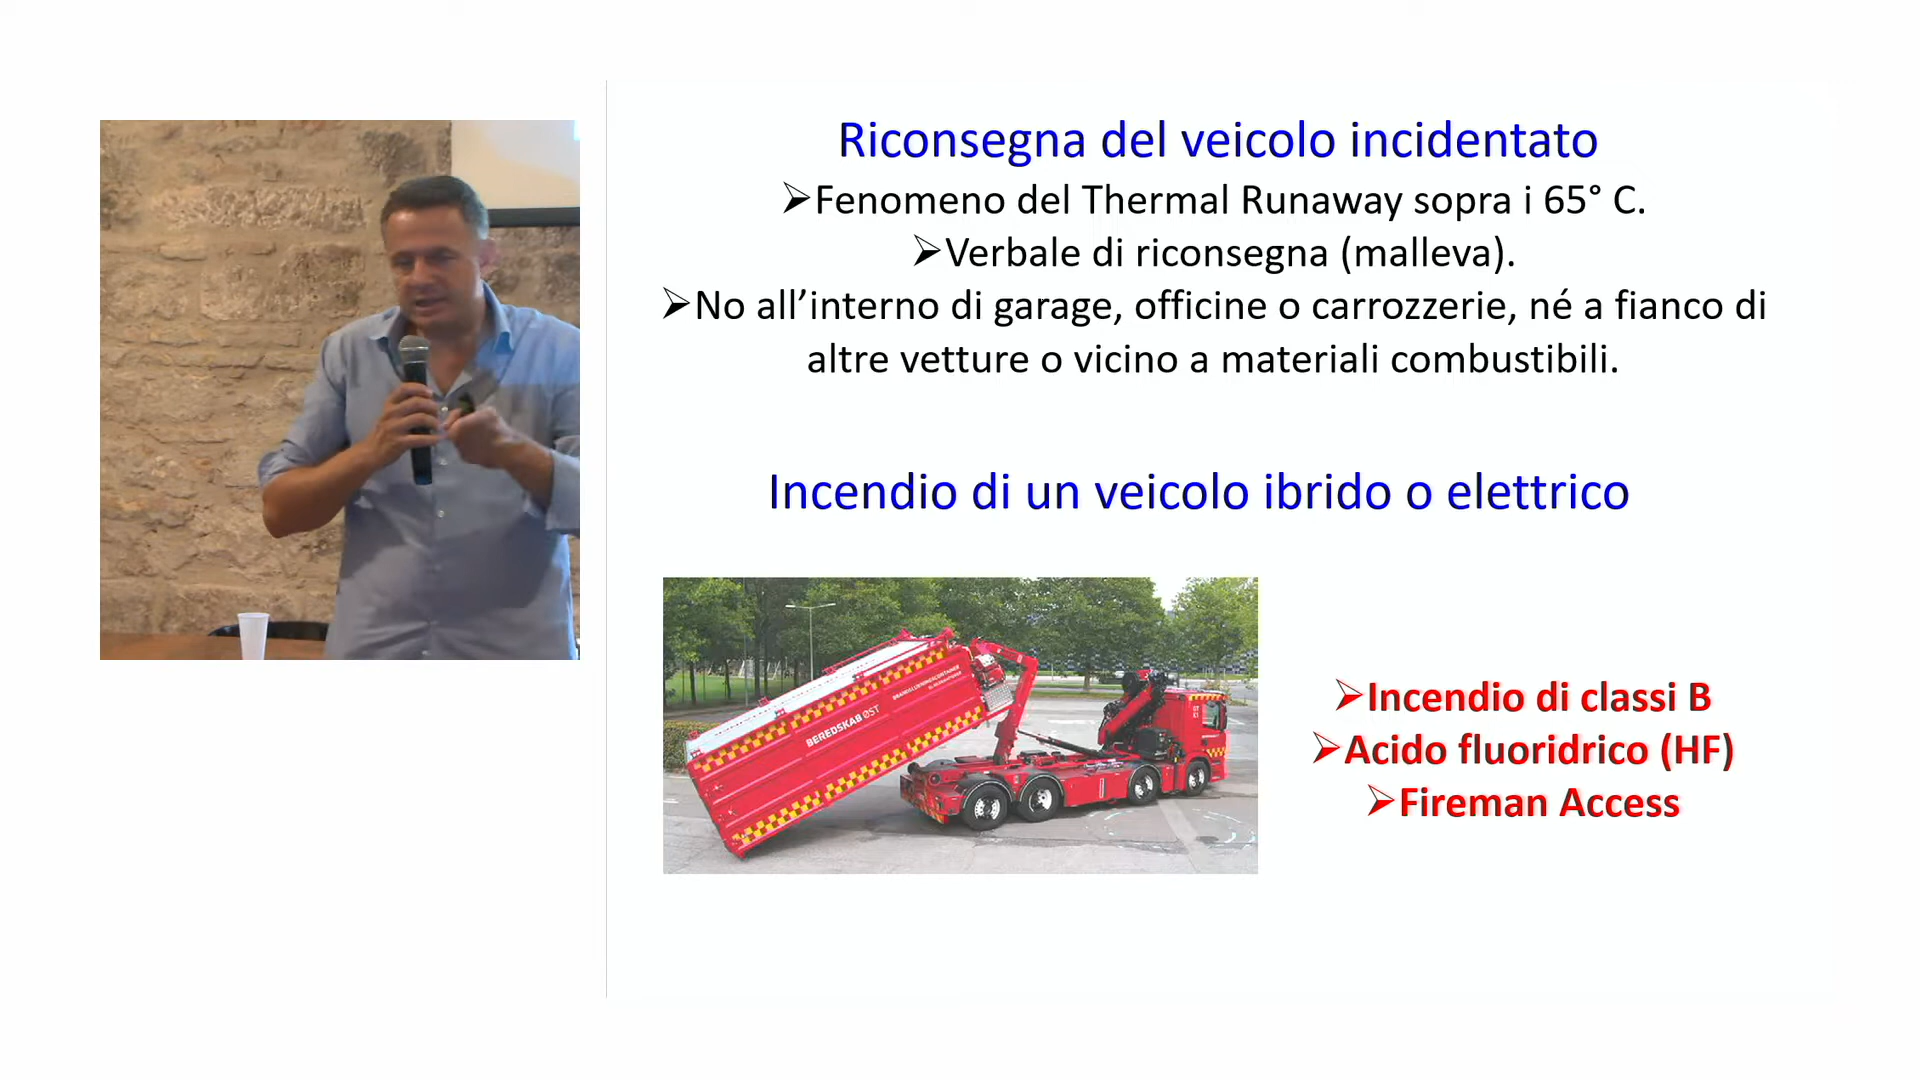 Riconsegna del veicolo incidentato
➢Fenomeno del Thermal Runaway sopra i 65° C.
➢Verbale di riconsegna (malleva).
➢No all’interno di garage, officine o carrozzerie, né a fianco di
altre vetture o vicino a materiali combustibili.
Incendio di un veicolo ibrido o elettrico
BEREDSKAB ØST
➢Incendio di classi B
➢Acido fluoridrico (HF)
➢Fireman Access